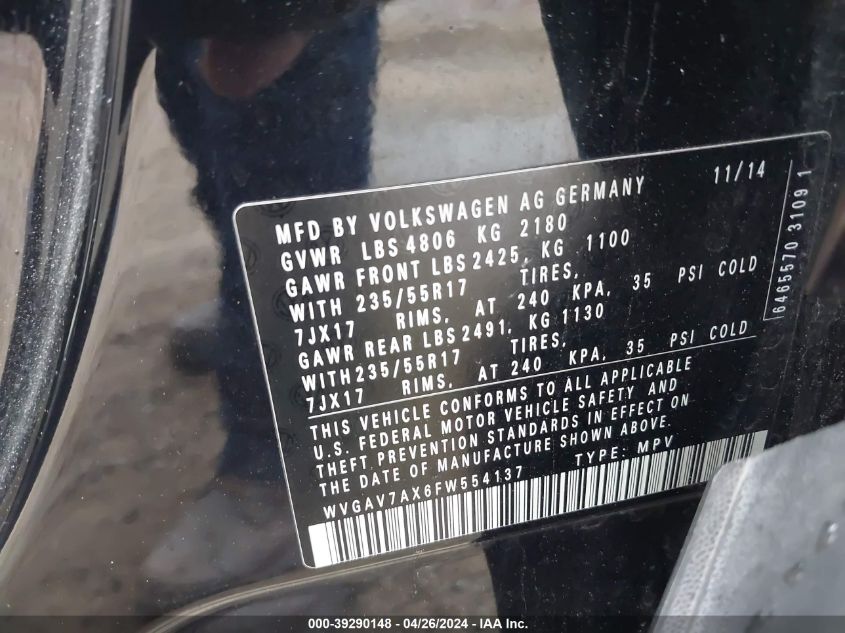 MFD BY VOLKSWAGEN AG GERMANY 11/14
GVWR LBS 4806 KG 2180
GAWR FRONT LBS 2425, KG 1100
WITH 235/55R17 TIRES,
7JX17 RIMS, AT 240 KPA, 35 PSI COLD
GAWR REAR LBS 2491, KG 1130
WITH 235/55R17 TIRES,
7JX17 RIMS, AT 240 KPA, 35 PSI COLD
THIS VEHICLE CONFORMS TO ALL APPLICABLE
U.S. FEDERAL MOTOR VEHICLE SAFETY AND
THEFT PREVENTION STANDARDS IN EFFECT ON
THE DATE OF MANUFACTURE SHOWN ABOVE.
WVGAV7AX6FW554137 TYPE: MPV
6465570 3109 1
000-39290148 - 04/26/2024 - IAA Inc.